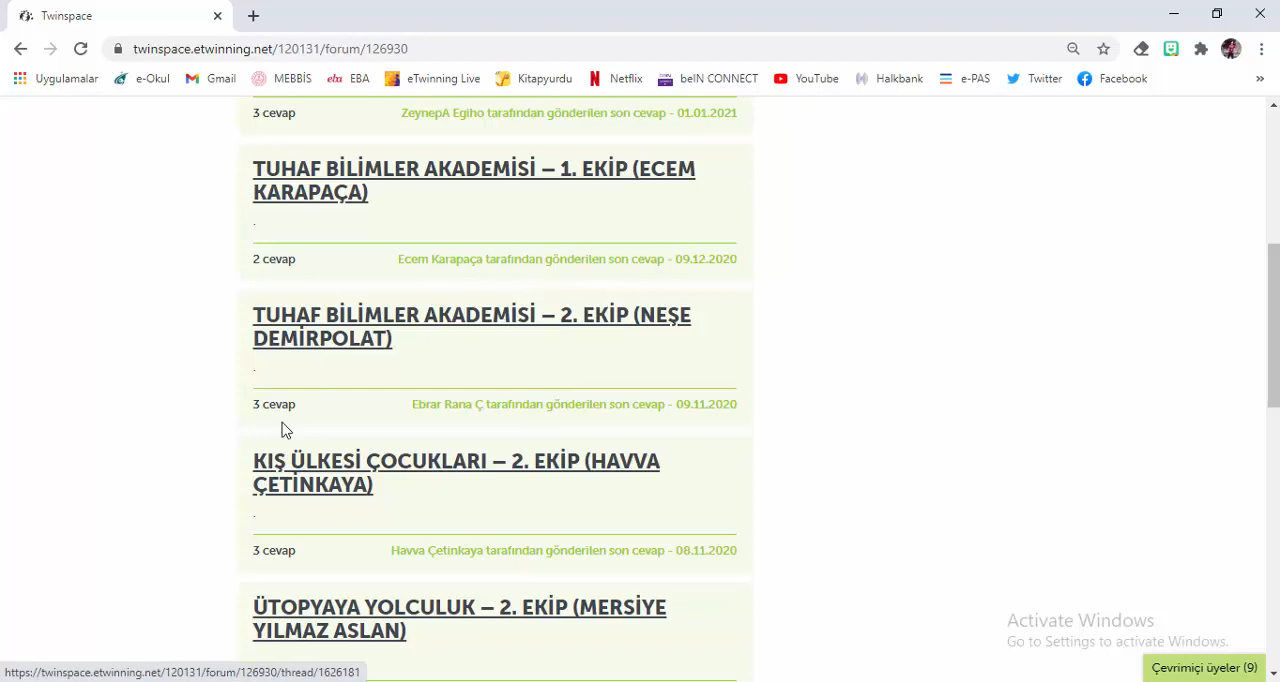 Twinspace
twinspace.etwinning.net/120131/forum/126930
Uygulamalar e-Okul Gmail MEBBİS eba EBA eTwinning Live Kitapyurdu Netflix beIN CONNECT YouTube Halkbank e-PAS Twitter Facebook »
3 cevap ZeynepA Egiho tarafından gönderilen son cevap - 01.01.2021
TUHAF BİLİMLER AKADEMİSİ – 1. EKİP (ECEM
KARAPAÇA)
.
2 cevap Ecem Karapaça tarafından gönderilen son cevap - 09.12.2020
TUHAF BİLİMLER AKADEMİSİ – 2. EKİP (NEŞE
DEMİRPOLAT)
.
3 cevap Ebrar Rana Ç tarafından gönderilen son cevap - 09.11.2020
KIŞ ÜLKESİ ÇOCUKLARI – 2. EKİP (HAVVA
ÇETİNKAYA)
.
3 cevap Havva Çetinkaya tarafından gönderilen son cevap - 08.11.2020
ÜTOPYAYA YOLCULUK – 2. EKİP (MERSİYE
YILMAZ ASLAN)
Activate Windows
Go to Settings to activate Windows.
https://twinspace.etwinning.net/120131/forum/126930/thread/1626181
Çevrimiçi üyeler (9)